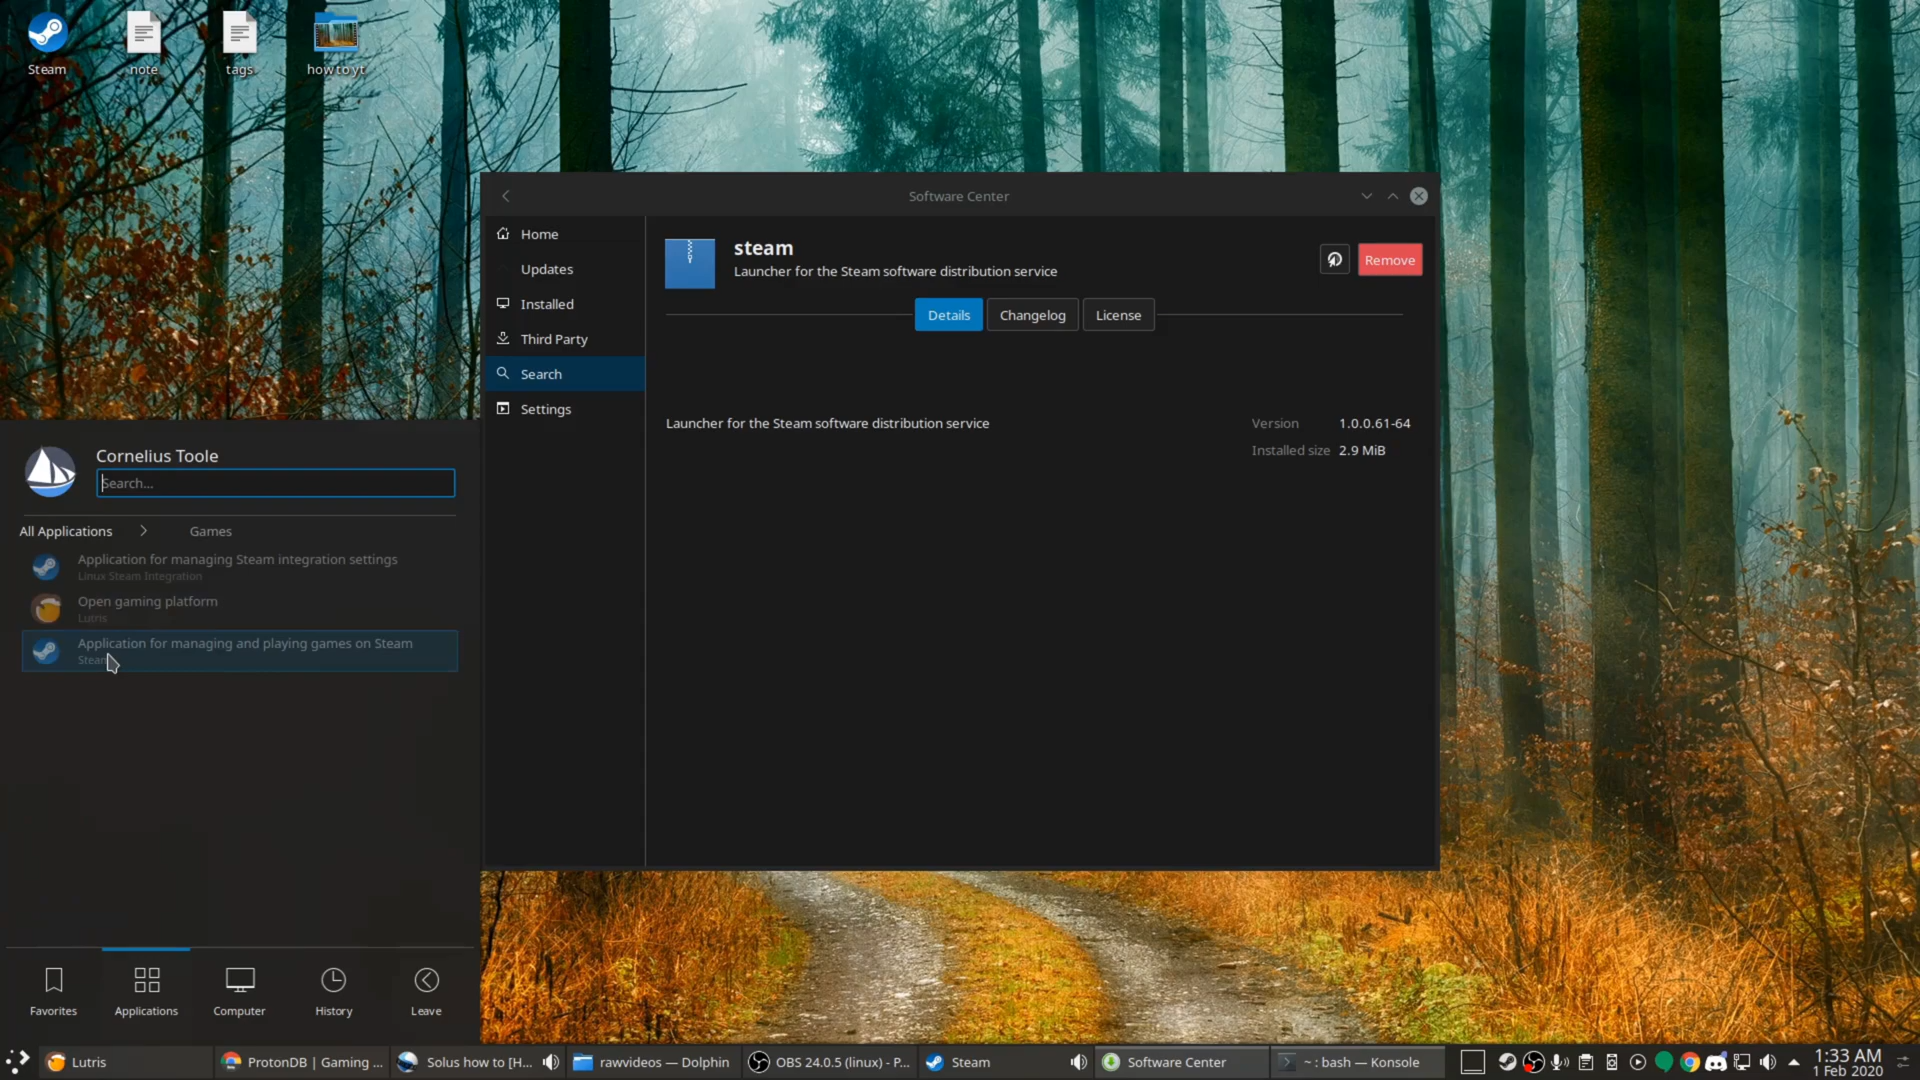 Steam
note
tags
how to yt
Software Center
Home
Updates
Installed
Third Party
Search
Settings
steam
Launcher for the Steam software distribution service
Remove
Details
Changelog
License
Launcher for the Steam software distribution service
Version 1.0.0.61-64
Installed size 2.9 MiB
Cornelius Toole
Search...
All Applications > Games
Application for managing Steam integration settings
Linux Steam Integration
Open gaming platform
Lutris
Application for managing and playing games on Steam
Steam
Favorites
Applications
Computer
History
Leave
Lutris
ProtonDB | Gaming ...
Solus how to [H...
rawvideos — Dolphin
OBS 24.0.5 (linux) - P...
Steam
Software Center
~ : bash — Konsole
1:33 AM
1 Feb 2020